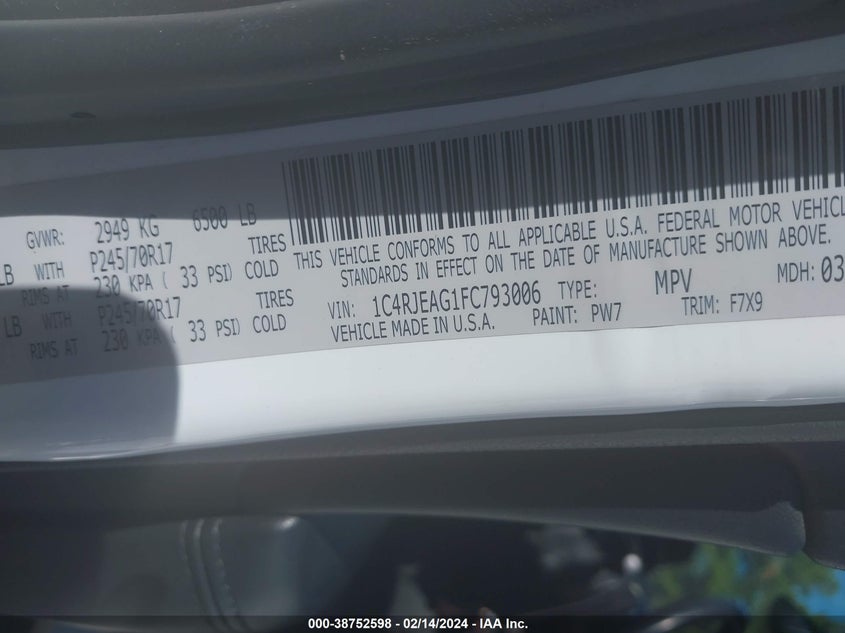 GVWR: 2949 KG 6500 LB
LB WITH P245/70R17 TIRES
RIMS AT 230 KPA ( 33 PSI) COLD
LB WITH P245/70R17 TIRES
RIMS AT 230 KPA ( 33 PSI) COLD
THIS VEHICLE CONFORMS TO ALL APPLICABLE U.S.A. FEDERAL MOTOR VEHICL
STANDARDS IN EFFECT ON THE DATE OF MANUFACTURE SHOWN ABOVE.
VIN: 1C4RJEAG1FC793006 TYPE: MPV MDH: 03
VEHICLE MADE IN U.S.A. PAINT: PW7 TRIM: F7X9
000-38752598 - 02/14/2024 - IAA Inc.